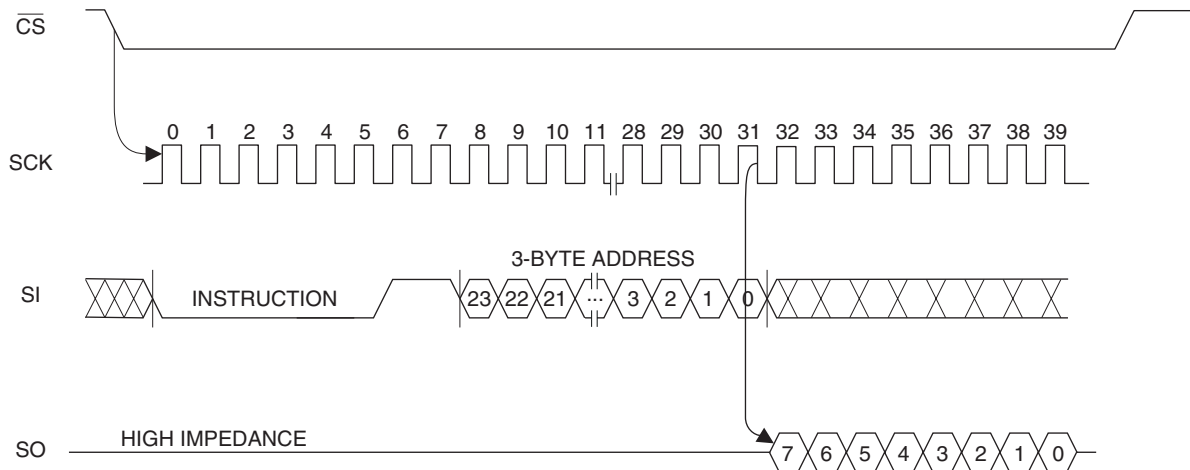 CS
0 1 2 3 4 5 6 7 8 9 10 11 28 29 30 31 32 33 34 35 36 37 38 39
SCK
3-BYTE ADDRESS
SI INSTRUCTION 23 22 21 ... 3 2 1 0
HIGH IMPEDANCE
SO 7 6 5 4 3 2 1 0